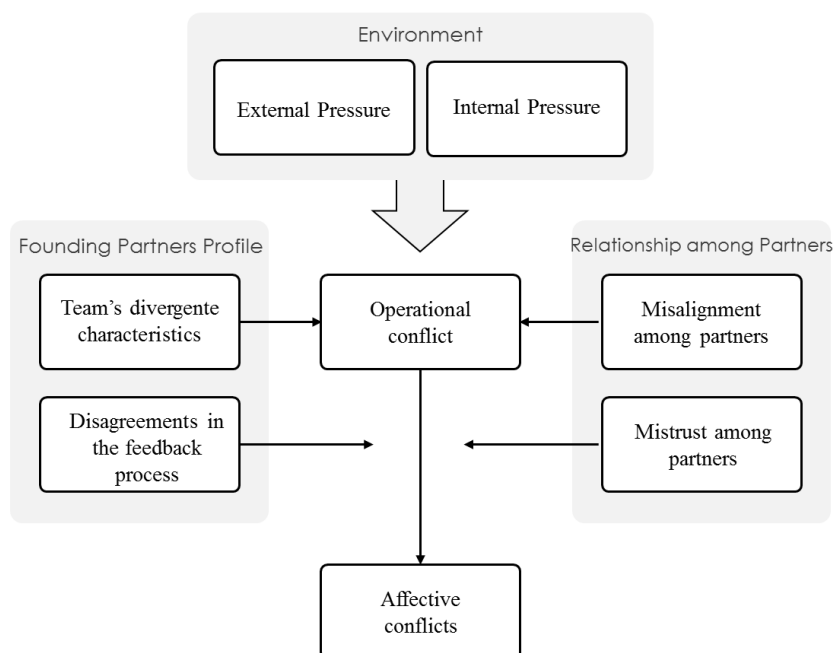 Environment
External Pressure
Internal Pressure
Founding Partners Profile
Relationship among Partners
Team’s divergente
characteristics
Operational
conflict
Misalignment
among partners
Disagreements in
the feedback
process
Mistrust among
partners
Affective
conflicts